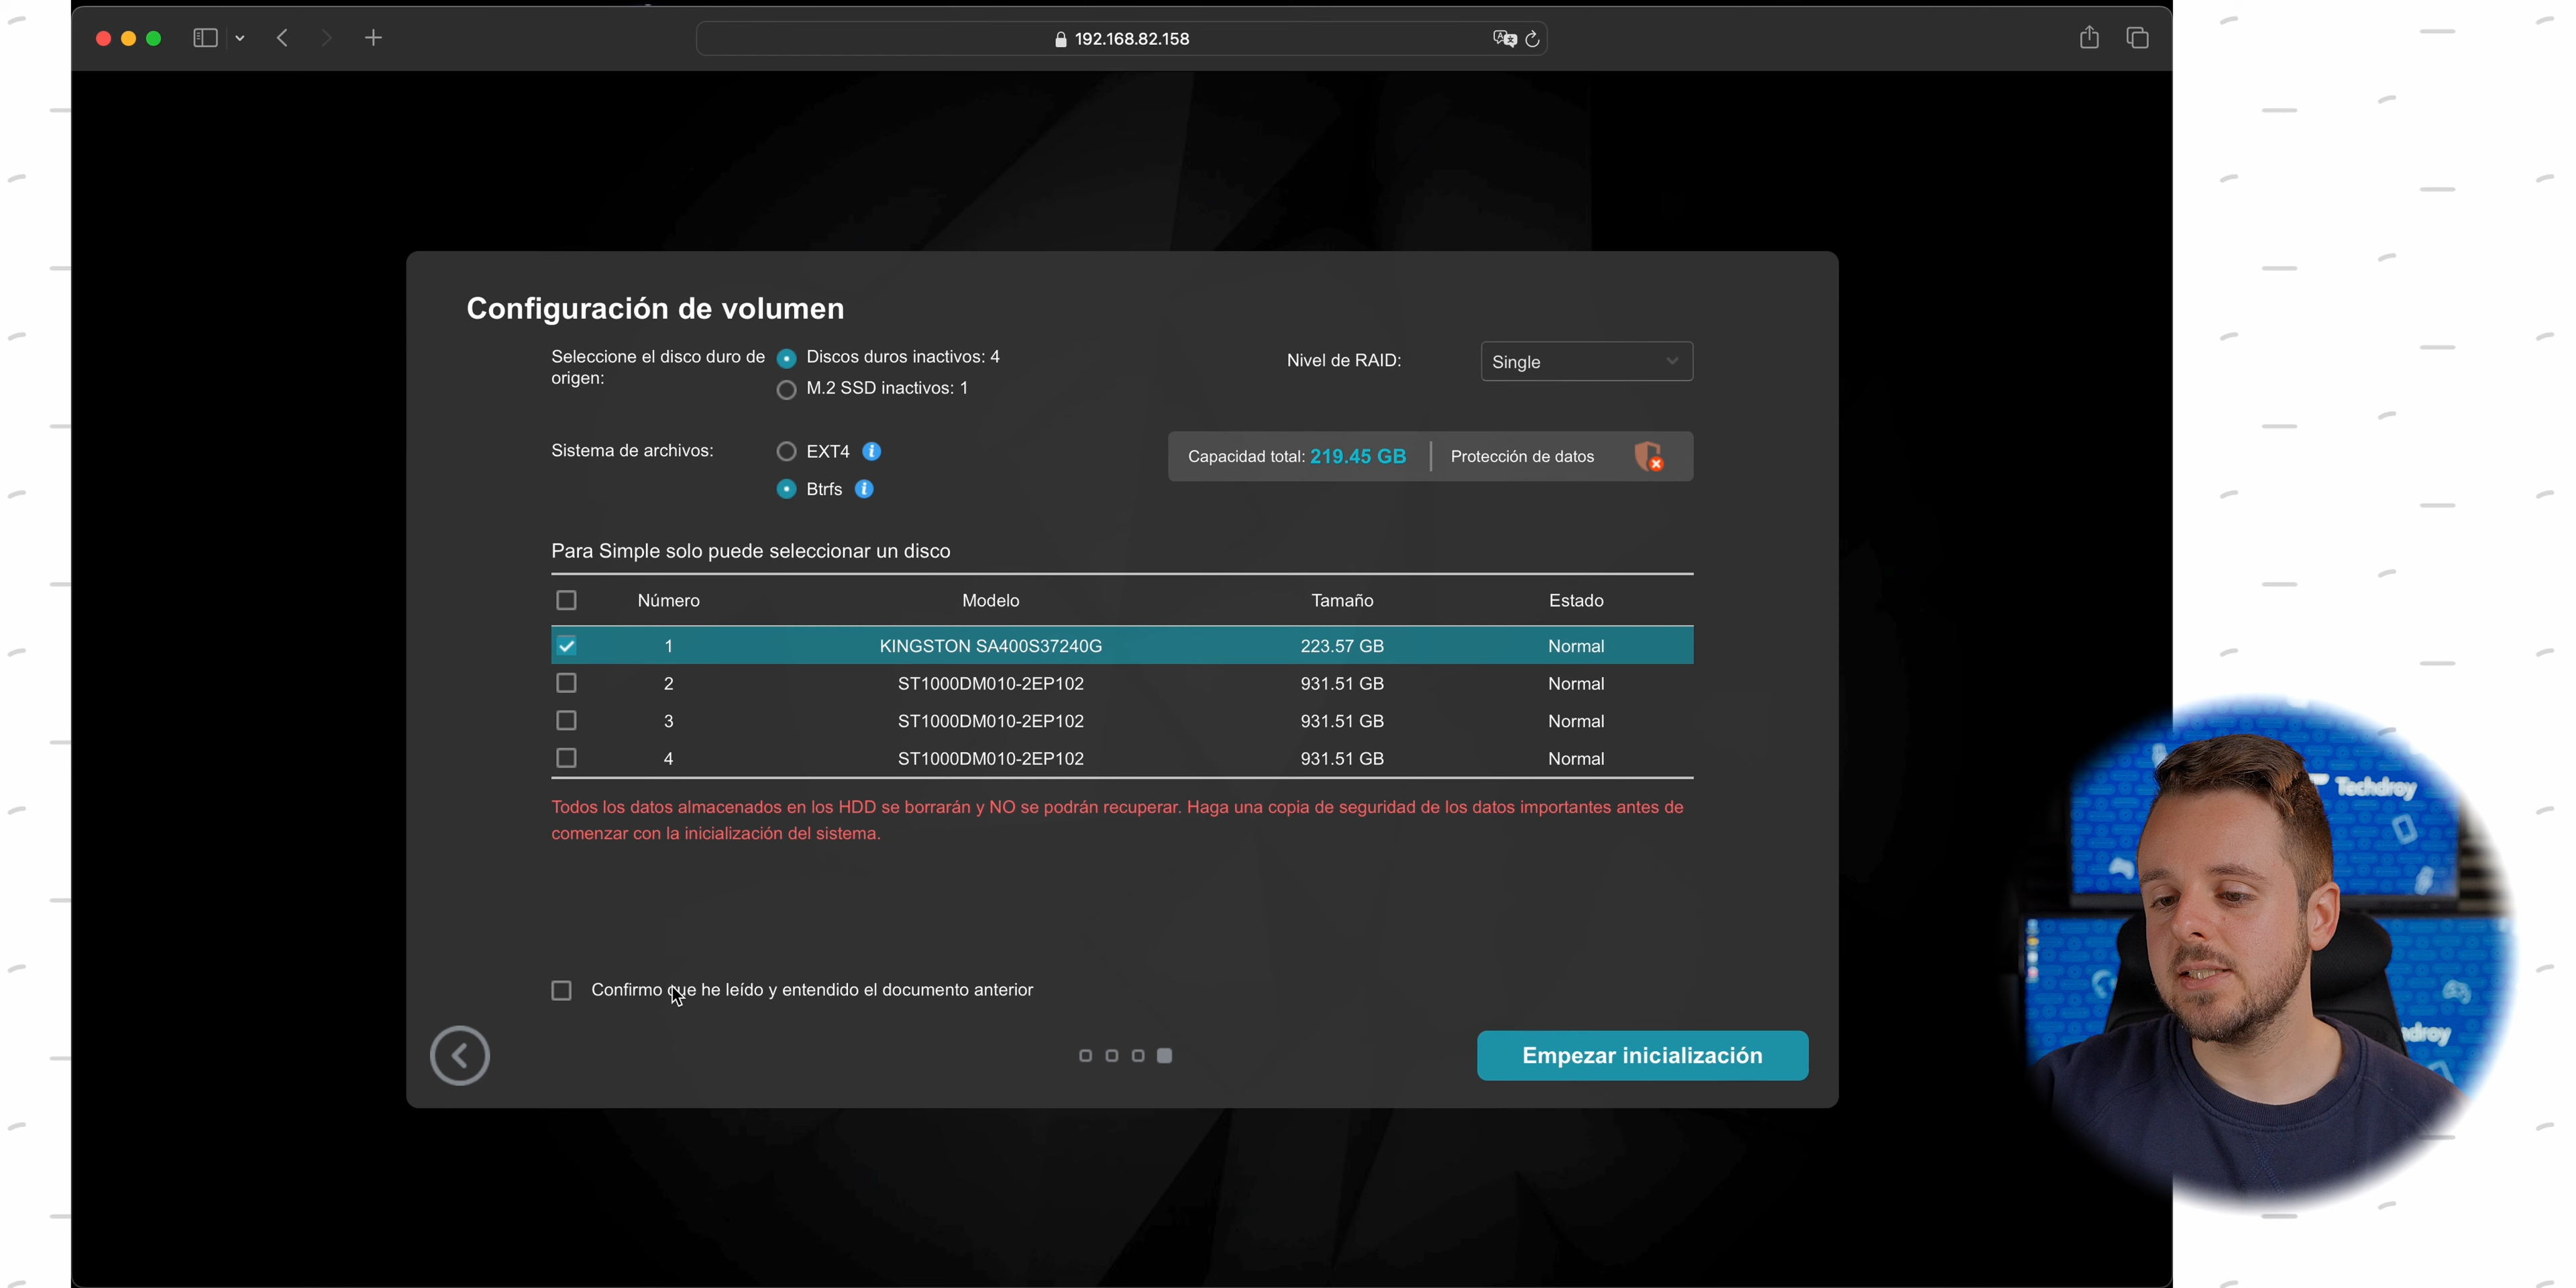 192.168.82.158
Configuración de volumen
Seleccione el disco duro de origen:
Discos duros inactivos: 4
M.2 SSD inactivos: 1
Nivel de RAID:
Single
Sistema de archivos:
EXT4
Btrfs
Capacidad total: 219.45 GB
Protección de datos
Para Simple solo puede seleccionar un disco
Número Modelo Tamaño Estado
1 KINGSTON SA400S37240G 223.57 GB Normal
2 ST1000DM010-2EP102 931.51 GB Normal
3 ST1000DM010-2EP102 931.51 GB Normal
4 ST1000DM010-2EP102 931.51 GB Normal
Todos los datos almacenados en los HDD se borrarán y NO se podrán recuperar. Haga una copia de seguridad de los datos importantes antes de
comenzar con la inicialización del sistema.
Confirmo que he leído y entendido el documento anterior
Empezar inicialización
Techdroy